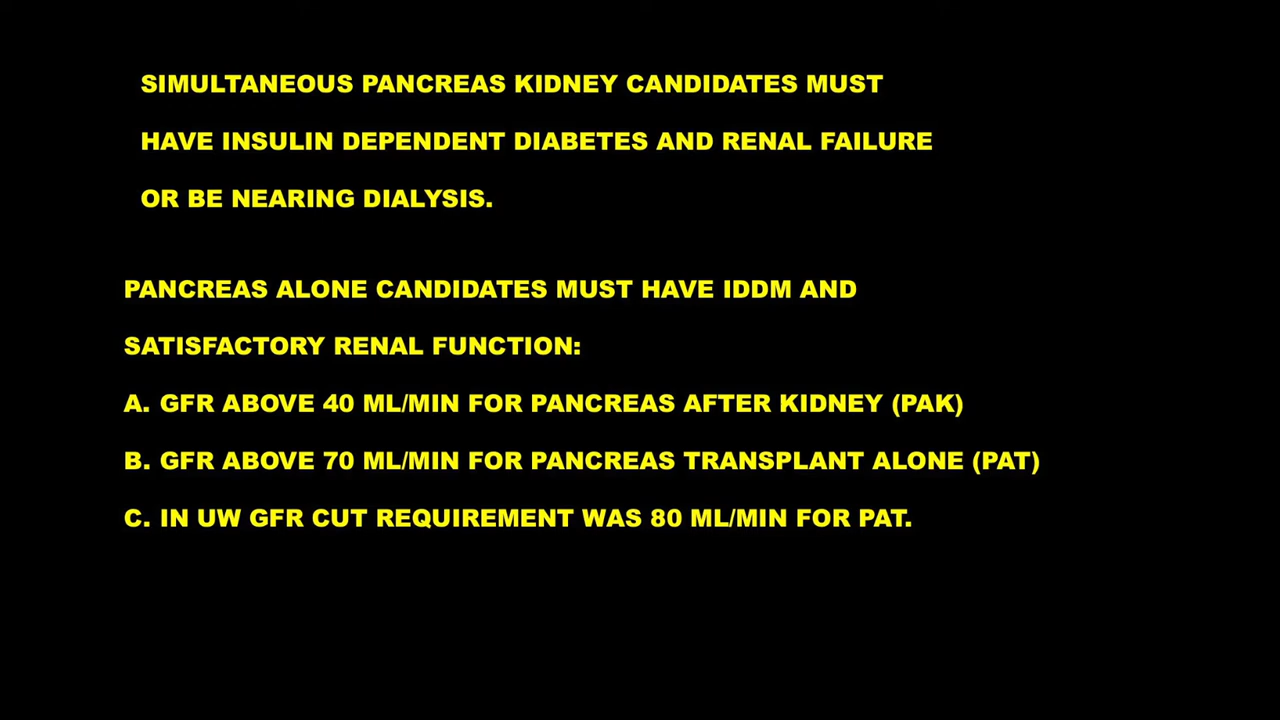 SIMULTANEOUS PANCREAS KIDNEY CANDIDATES MUST
HAVE INSULIN DEPENDENT DIABETES AND RENAL FAILURE
OR BE NEARING DIALYSIS.
PANCREAS ALONE CANDIDATES MUST HAVE IDDM AND
SATISFACTORY RENAL FUNCTION:
A. GFR ABOVE 40 ML/MIN FOR PANCREAS AFTER KIDNEY (PAK)
B. GFR ABOVE 70 ML/MIN FOR PANCREAS TRANSPLANT ALONE (PAT)
C. IN UW GFR CUT REQUIREMENT WAS 80 ML/MIN FOR PAT.